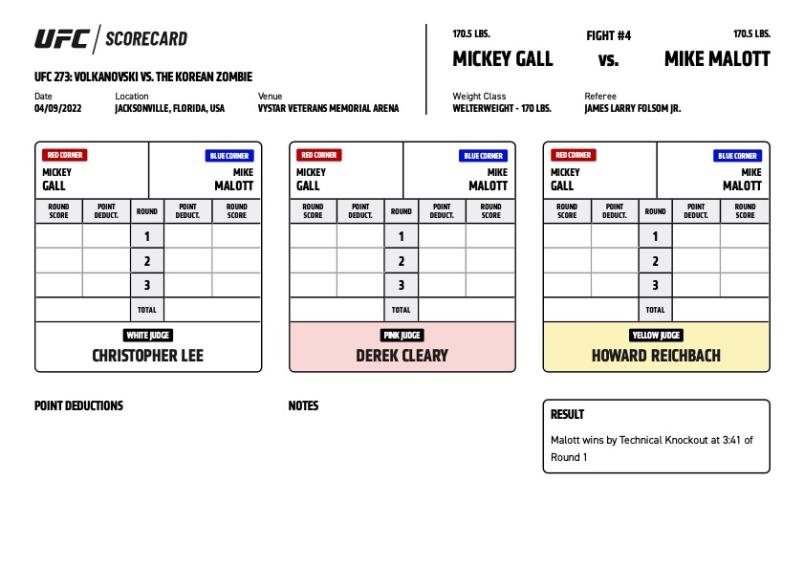 UFC / SCORECARD
UFC 273: VOLKANOVSKI VS. THE KOREAN ZOMBIE
Date Location Venue
04/09/2022 JACKSONVILLE, FLORIDA, USA VYSTAR VETERANS MEMORIAL ARENA
170.5 LBS. FIGHT #4 170.5 LBS.
MICKEY GALL VS. MIKE MALOTT
Weight Class Referee
WELTERWEIGHT - 170 LBS. JAMES LARRY FOLSOM JR.
RED CORNER BLUE CORNER
MICKEY MIKE
GALL MALOTT
ROUND SCORE POINT DEDUCT. ROUND POINT DEDUCT. ROUND SCORE
1
2
3
TOTAL
WHITE JUDGE
CHRISTOPHER LEE
RED CORNER BLUE CORNER
MICKEY MIKE
GALL MALOTT
ROUND SCORE POINT DEDUCT. ROUND POINT DEDUCT. ROUND SCORE
1
2
3
TOTAL
PINK JUDGE
DEREK CLEARY
RED CORNER BLUE CORNER
MICKEY MIKE
GALL MALOTT
ROUND SCORE POINT DEDUCT. ROUND POINT DEDUCT. ROUND SCORE
1
2
3
TOTAL
YELLOW JUDGE
HOWARD REICHBACH
POINT DEDUCTIONS
NOTES
RESULT
Malott wins by Technical Knockout at 3:41 of
Round 1